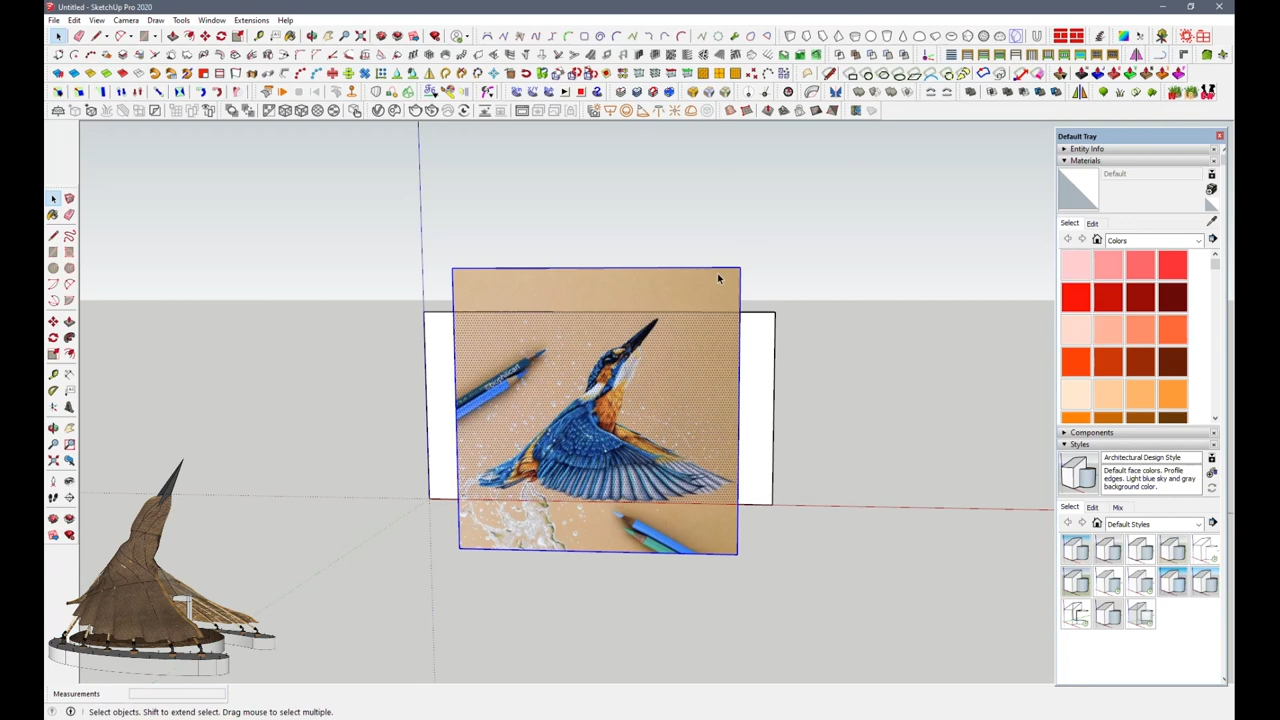 Untitled - SketchUp Pro 2020
File Edit View Camera Draw Tools Window Extensions Help
Default Tray
Entity Info
Materials
Default
Select Edit
Colors
Components
Styles
Architectural Design Style
Default face colors. Profile
edges. Light blue sky and gray
background color.
Select Edit Mix
Default Styles
Measurements
Select objects. Shift to extend select. Drag mouse to select multiple.